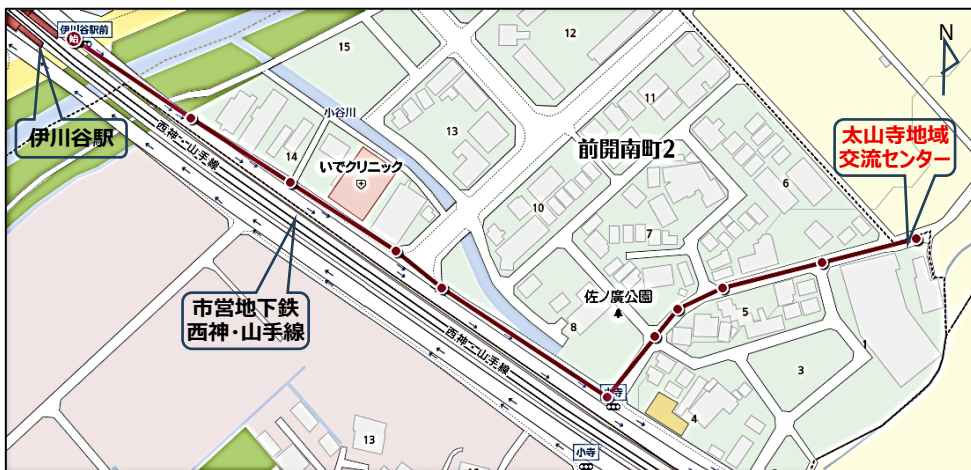 伊川谷駅前
始
15
12
N
小谷川
11
伊川谷駅
西神・山手線
13
前開南町2
太山寺地域
交流センター
14
いでクリニック
6
10
7
市営地下鉄
西神・山手線
佐ノ廣公園
8
5
1
西神・山手線
3
小寺
4
13
小寺